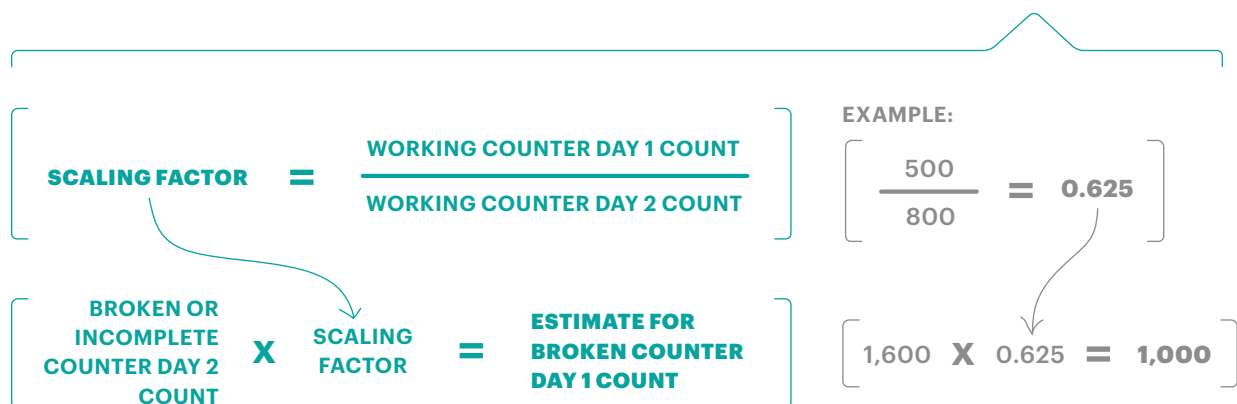 SCALING FACTOR = WORKING COUNTER DAY 1 COUNT
WORKING COUNTER DAY 2 COUNT
BROKEN OR
INCOMPLETE
COUNTER DAY 2
COUNT
X
SCALING
FACTOR
=
ESTIMATE FOR
BROKEN COUNTER
DAY 1 COUNT
EXAMPLE:
500
800
= 0.625
1,600 X 0.625 = 1,000